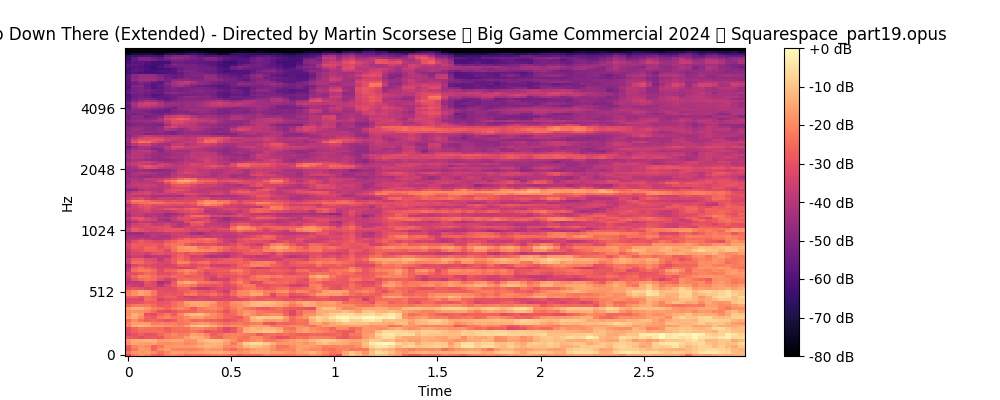 Down There (Extended) - Directed by Martin Scorsese Big Game Commercial 2024 Squarespace_part19.opus
+0 dB
-10 dB
-20 dB
-30 dB
-40 dB
-50 dB
-60 dB
-70 dB
-80 dB
4096
2048
1024
512
0
Hz
0 0.5 1 1.5 2 2.5
Time